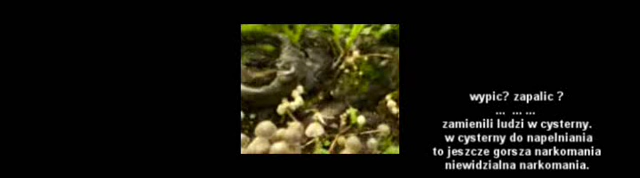 wypic? zapalic ?
... ... ...
zamienili ludzi w cysterny.
w cysterny do napelniania
to jeszcze gorsza narkomania
niewidzialna narkomania.